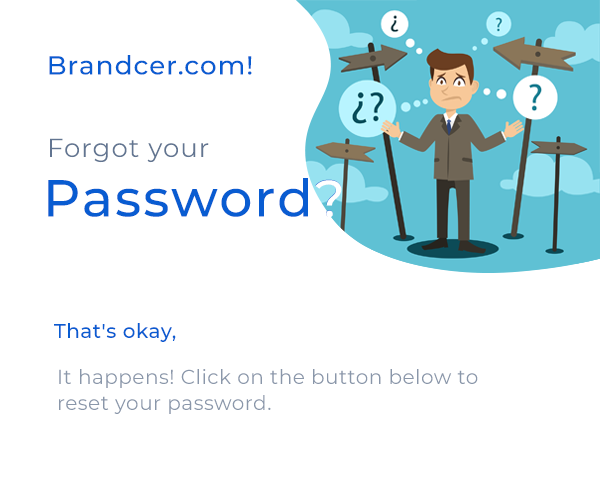 Brandcer.com!
Forgot your
Password?
That's okay,
It happens! Click on the button below to
reset your password.
¿
?
¿?
?